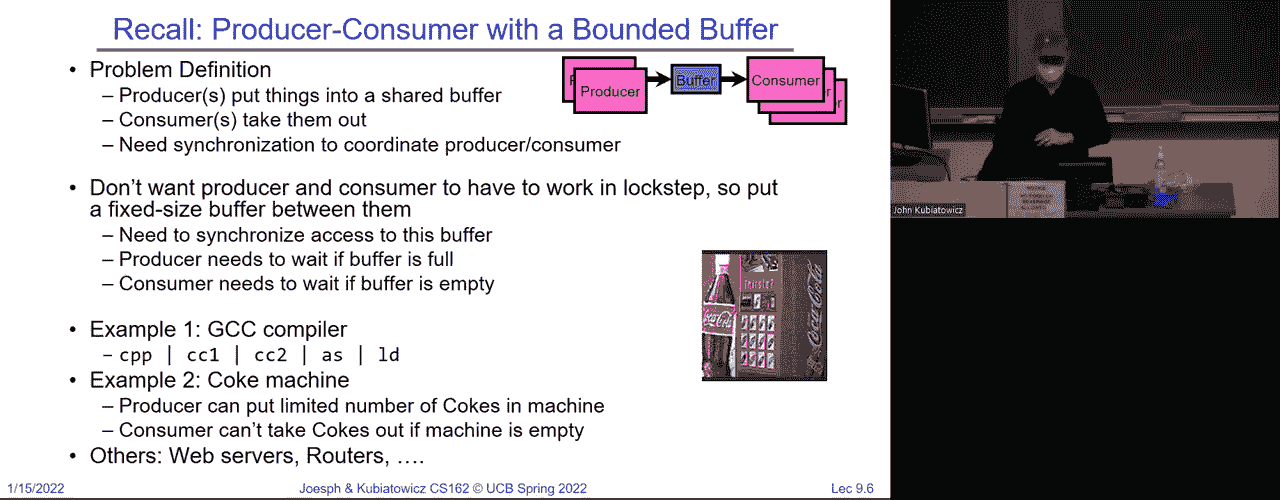 Recall: Producer-Consumer with a Bounded Buffer
• Problem Definition
– Producer(s) put things into a shared buffer
– Consumer(s) take them out
– Need synchronization to coordinate producer/consumer
Producer
Buffer
Consumer
• Don't want producer and consumer to have to work in lockstep, so put
a fixed-size buffer between them
– Need to synchronize access to this buffer
– Producer needs to wait if buffer is full
– Consumer needs to wait if buffer is empty
Coca-Cola
Coca-Cola
• Example 1: GCC compiler
– cpp | cc1 | cc2 | as | ld
• Example 2: Coke machine
– Producer can put limited number of Cokes in machine
– Consumer can't take Cokes out if machine is empty
• Others: Web servers, Routers, ….
1/15/2022
Joesph & Kubiatowicz CS162 © UCB Spring 2022
Lec 9.6
John Kubiatowicz